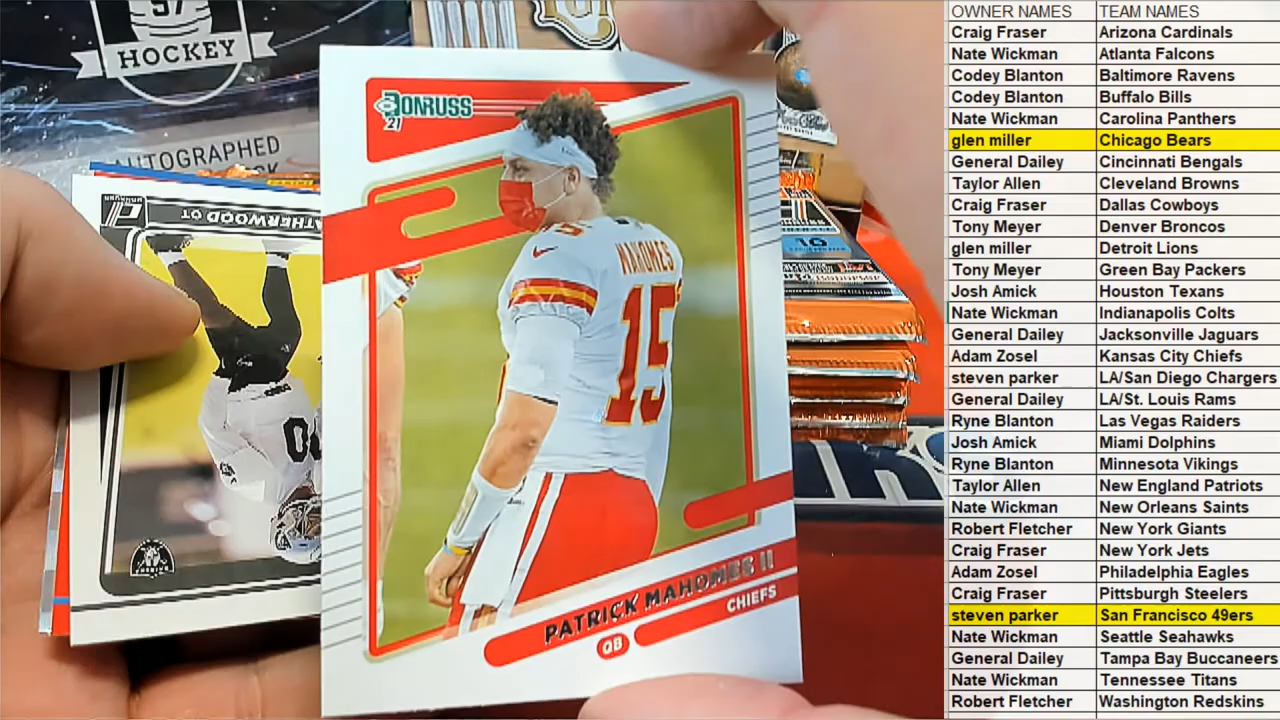 97
HOCKEY
AUTOGRAPHED
DONRUSS
21
MAHOMES
15
15
PATRICK MAHOMES II
QB
CHIEFS
ATHERWOOD OT
PANINI
10
OWNER NAMES TEAM NAMES
Craig Fraser Arizona Cardinals
Nate Wickman Atlanta Falcons
Codey Blanton Baltimore Ravens
Codey Blanton Buffalo Bills
Nate Wickman Carolina Panthers
glen miller Chicago Bears
General Dailey Cincinnati Bengals
Taylor Allen Cleveland Browns
Craig Fraser Dallas Cowboys
Tony Meyer Denver Broncos
glen miller Detroit Lions
Tony Meyer Green Bay Packers
Josh Amick Houston Texans
Nate Wickman Indianapolis Colts
General Dailey Jacksonville Jaguars
Adam Zosel Kansas City Chiefs
steven parker LA/San Diego Chargers
General Dailey LA/St. Louis Rams
Ryne Blanton Las Vegas Raiders
Josh Amick Miami Dolphins
Ryne Blanton Minnesota Vikings
Taylor Allen New England Patriots
Nate Wickman New Orleans Saints
Robert Fletcher New York Giants
Craig Fraser New York Jets
Adam Zosel Philadelphia Eagles
Craig Fraser Pittsburgh Steelers
steven parker San Francisco 49ers
Nate Wickman Seattle Seahawks
General Dailey Tampa Bay Buccaneers
Nate Wickman Tennessee Titans
Robert Fletcher Washington Redskins